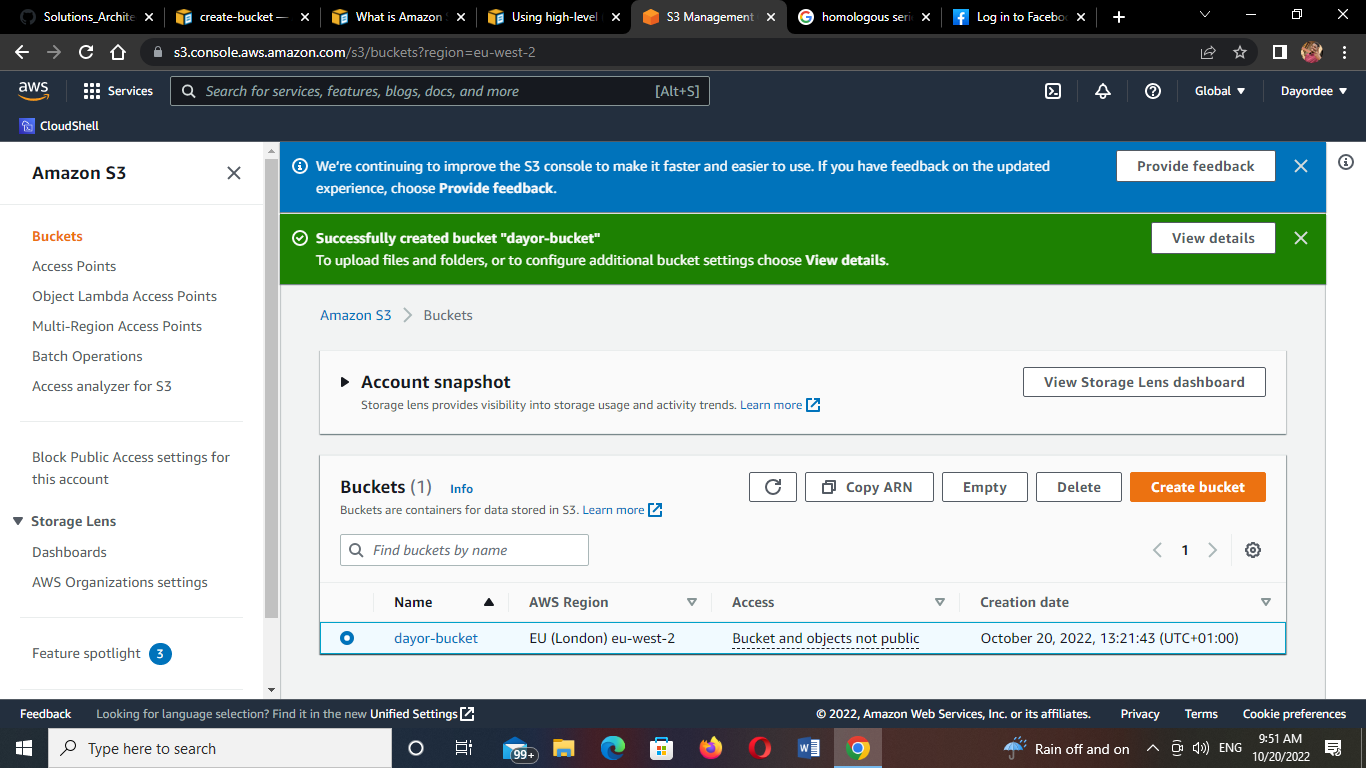 Solutions_Archite
create-bucket —
What is Amazon S
Using high-level
S3 Management
homologous seri
Log in to Facebo
s3.console.aws.amazon.com/s3/buckets?region=eu-west-2
aws
Services
Search for services, features, blogs, docs, and more
[Alt+S]
Global
Dayordee
CloudShell
Amazon S3
Buckets
Access Points
Object Lambda Access Points
Multi-Region Access Points
Batch Operations
Access analyzer for S3
Block Public Access settings for
this account
Storage Lens
Dashboards
AWS Organizations settings
Feature spotlight 3
We're continuing to improve the S3 console to make it faster and easier to use. If you have feedback on the updated
experience, choose Provide feedback.
Provide feedback
Successfully created bucket "dayor-bucket"
To upload files and folders, or to configure additional bucket settings choose View details.
View details
Amazon S3 > Buckets
Account snapshot
Storage lens provides visibility into storage usage and activity trends. Learn more
View Storage Lens dashboard
Buckets (1) Info
Buckets are containers for data stored in S3. Learn more
Copy ARN
Empty
Delete
Create bucket
Find buckets by name
1
Name AWS Region Access Creation date
dayor-bucket EU (London) eu-west-2 Bucket and objects not public October 20, 2022, 13:21:43 (UTC+01:00)
Feedback
Looking for language selection? Find it in the new Unified Settings
© 2022, Amazon Web Services, Inc. or its affiliates.
Privacy
Terms
Cookie preferences
Type here to search
99+
Rain off and on
ENG
9:51 AM
10/20/2022